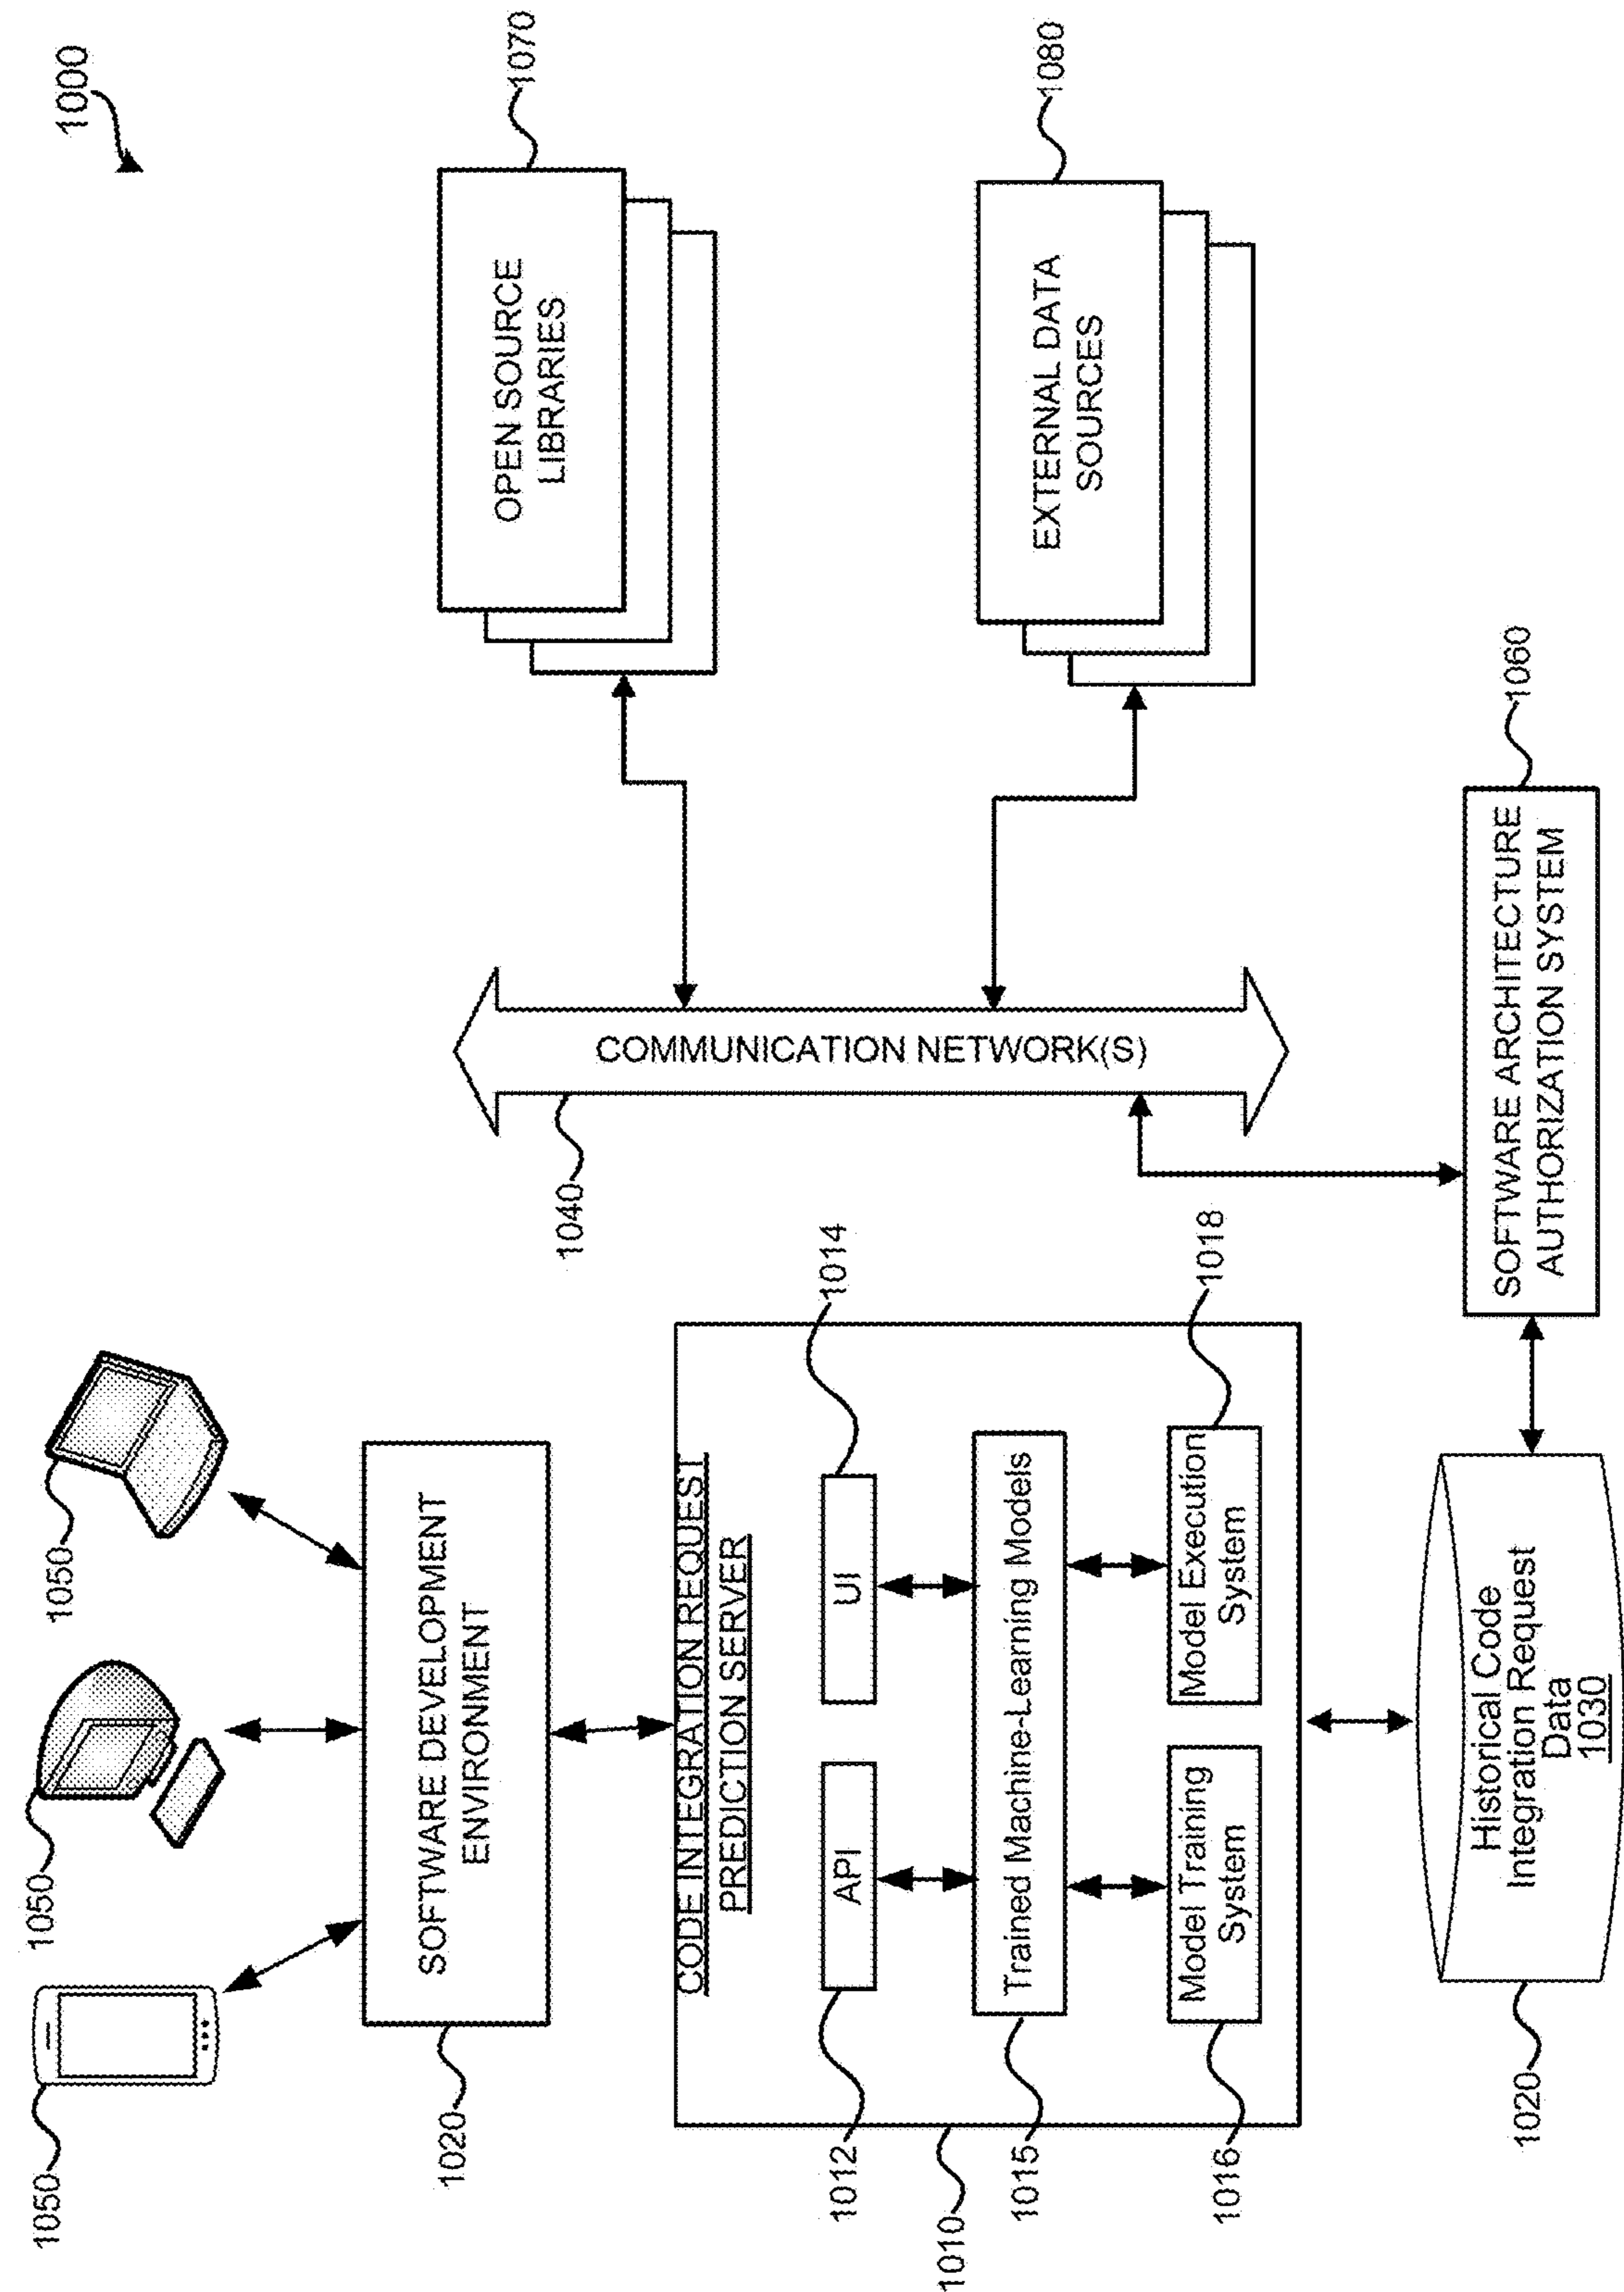 1000
1050
1050
1050
1020
SOFTWARE DEVELOPMENT
ENVIRONMENT
1010
CODE INTEGRATION REQUEST
PREDICTION SERVER
1012
API
UI
1014
1015
Trained Machine-Learning Models
1016
Model Training
System
Model Execution
System
1018
1020
Historical Code
Integration Request
Data
1030
1040
COMMUNICATION NETWORK(S)
SOFTWARE ARCHITECTURE
AUTHORIZATION SYSTEM
1060
OPEN SOURCE
LIBRARIES
1070
EXTERNAL DATA
SOURCES
1080